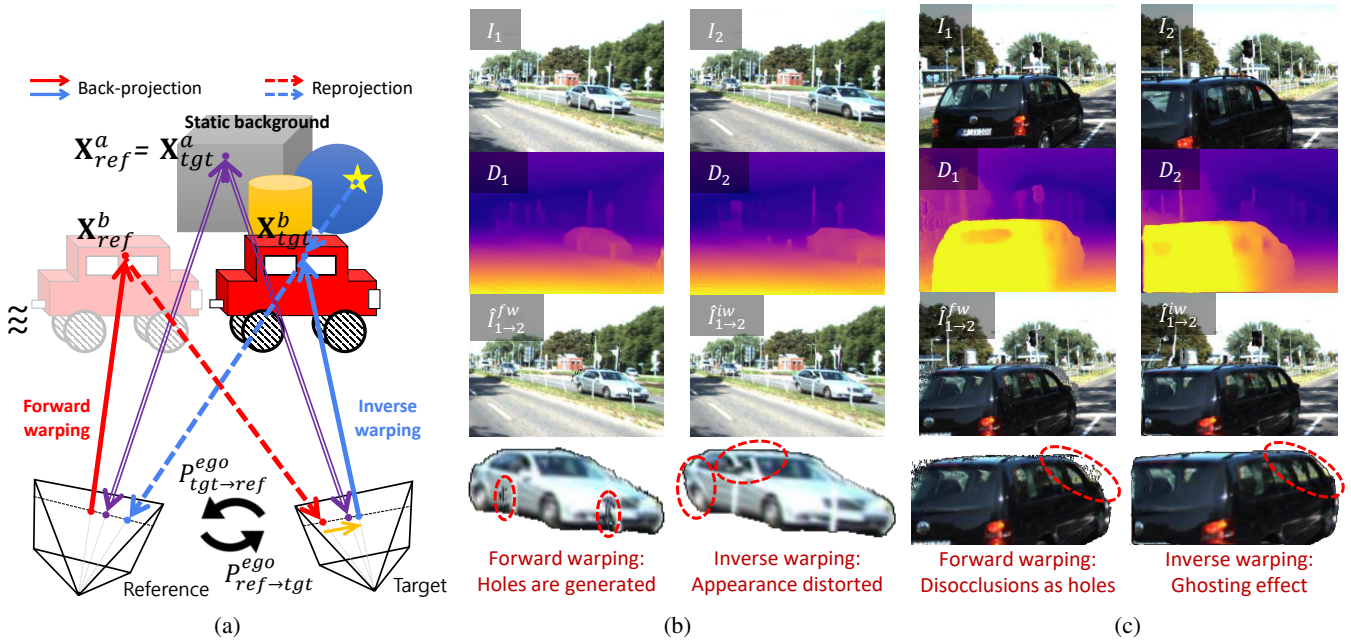 Back-projection
Reprojection
Static background
X^a_ref = X^a_tgt
X^b_ref
X^b_tgt
≈
Forward
warping
Inverse
warping
P^ego_tgt→ref
P^ego_ref→tgt
Reference
Target
(a)
I_1
I_2
D_1
D_2
Î^fw_1→2
Î^iw_1→2
Forward warping:
Holes are generated
Inverse warping:
Appearance distorted
(b)
I_1
I_2
D_1
D_2
Î^fw_1→2
Î^iw_1→2
Forward warping:
Disocclusions as holes
Inverse warping:
Ghosting effect
(c)